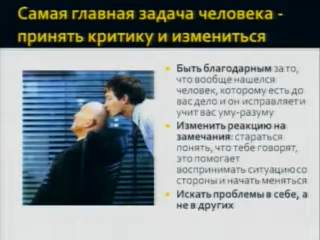 Самая главная задача человека -
принять критику и измениться
Быть благодарным за то,
что вообще нашелся
человек, которому есть до
вас дело и он исправляет и
учит вас уму-разуму
Изменить реакцию на
замечания: стараться
понять, что тебе говорят,
это помогает
воспринимать ситуацию со
стороны и начать меняться
Искать проблемы в себе, а
не в других